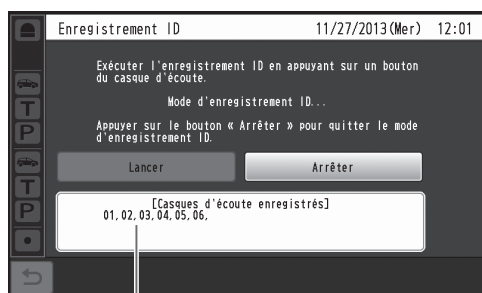 Enregistrement ID 11/27/2013(Mer) 12:01
Exécuter l'enregistrement ID en appuyant sur un bouton
du casque d'écoute.
Mode d'enregistrement ID...
Appuyer sur le bouton « Arrêter » pour quitter le mode
d'enregistrement ID.
Lancer Arrêter
[Casques d'écoute enregistrés]
01,02,03,04,05,06,
T
P
T
P